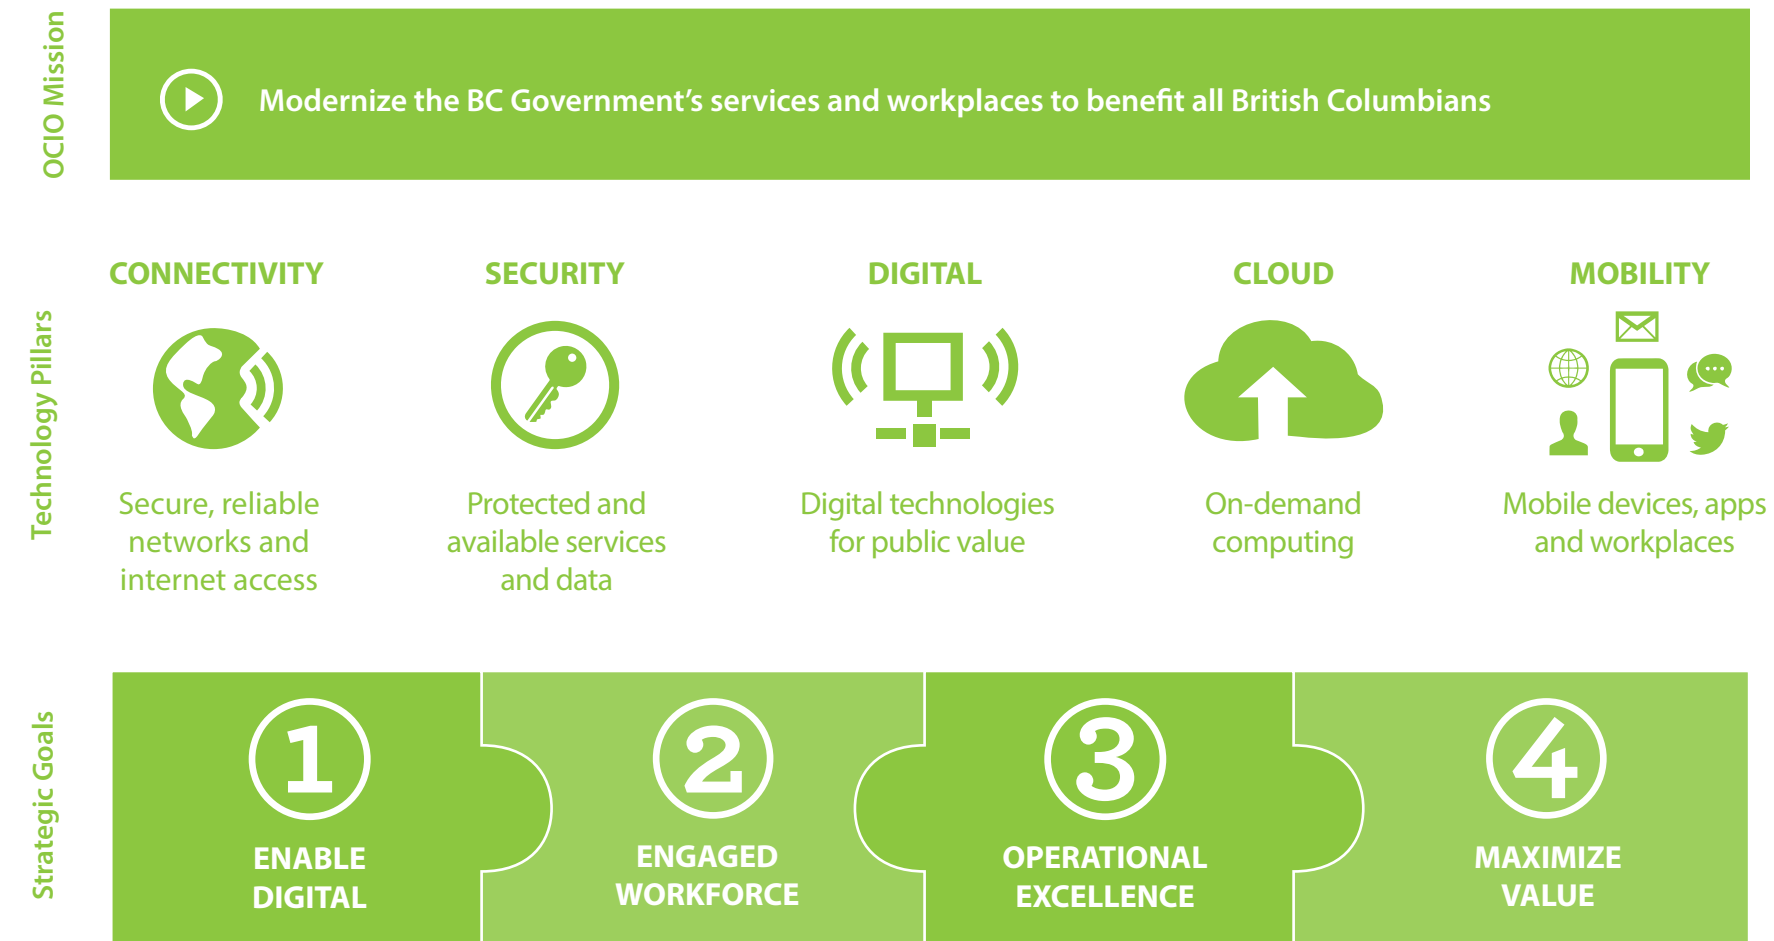 OCIO Mission
Modernize the BC Government’s services and workplaces to benefit all British Columbians
Technology Pillars
CONNECTIVITY
Secure, reliable
networks and
internet access
SECURITY
Protected and
available services
and data
DIGITAL
Digital technologies
for public value
CLOUD
On-demand
computing
MOBILITY
Mobile devices, apps
and workplaces
Strategic Goals
1
ENABLE
DIGITAL
2
ENGAGED
WORKFORCE
3
OPERATIONAL
EXCELLENCE
4
MAXIMIZE
VALUE